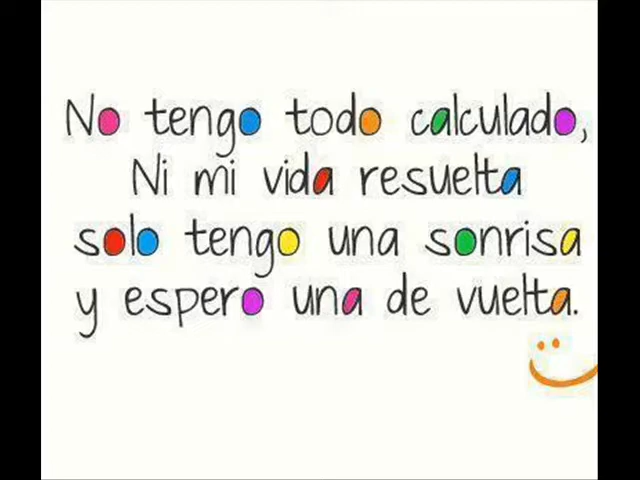 No tengo todo calculado,
Ni mi vida resuelta
solo tengo una sonrisa
y espero una de vuelta.